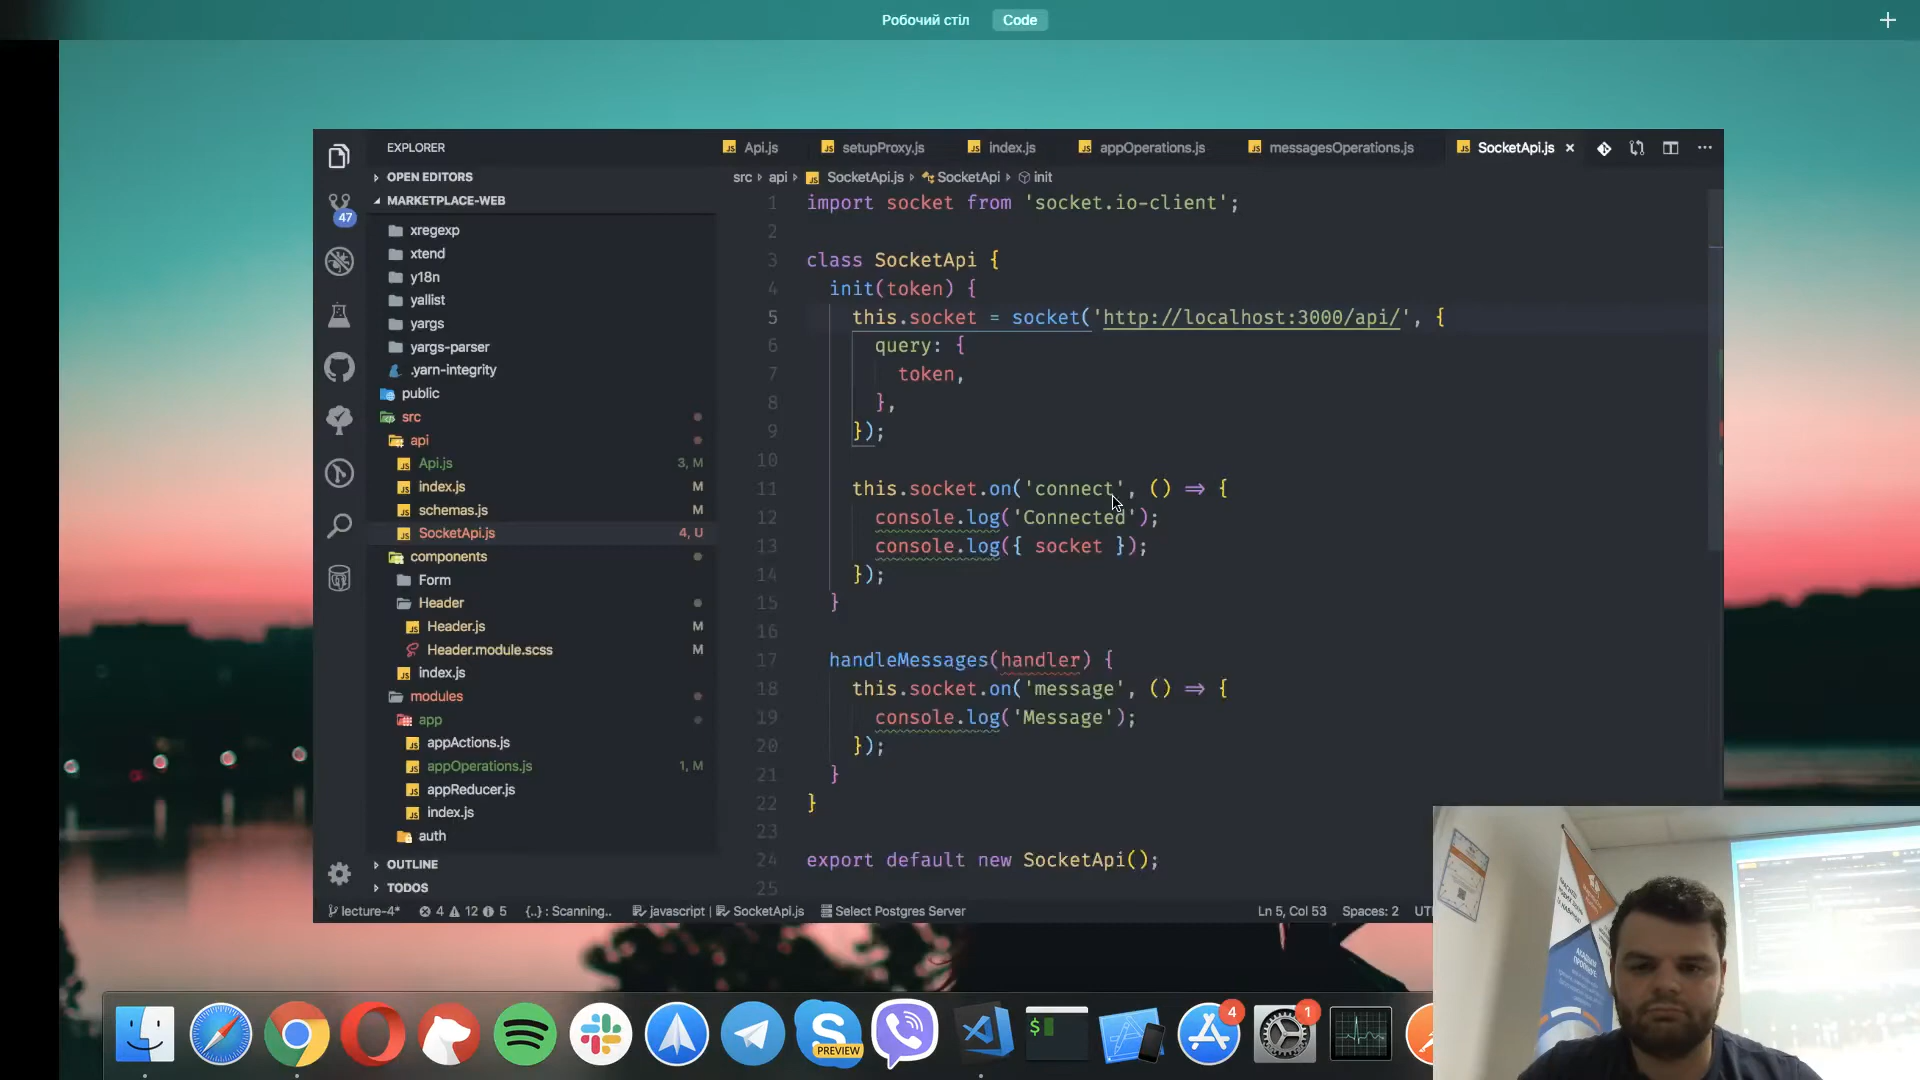 Робочий стіл Code
EXPLORER
OPEN EDITORS
MARKETPLACE-WEB
47
xregexp
xtend
y18n
yallist
yargs
yargs-parser
.yarn-integrity
public
src
api
Api.js 3, M
index.js M
schemas.js M
SocketApi.js 4, U
components
Form
Header
Header.js M
Header.module.scss M
index.js
modules
app
appActions.js
appOperations.js 1, M
appReducer.js
index.js
auth
OUTLINE
TODOS
Api.js setupProxy.js index.js appOperations.js messagesOperations.js SocketApi.js
src › api › SocketApi.js › SocketApi › init
1 import socket from 'socket.io-client';
2
3 class SocketApi {
4 init(token) {
5 this.socket = socket('http://localhost:3000/api/', {
6 query: {
7 token,
8 },
9 });
10
11 this.socket.on('connect', () => {
12 console.log('Connected');
13 console.log({ socket });
14 });
15 }
16
17 handleMessages(handler) {
18 this.socket.on('message', () => {
19 console.log('Message');
20 });
21 }
22 }
23
24 export default new SocketApi();
25
lecture-4* 4 12 5 {..} : Scanning.. javascript | SocketApi.js Select Postgres Server Ln 5, Col 53 Spaces: 2
PREVIEW
$
4
1